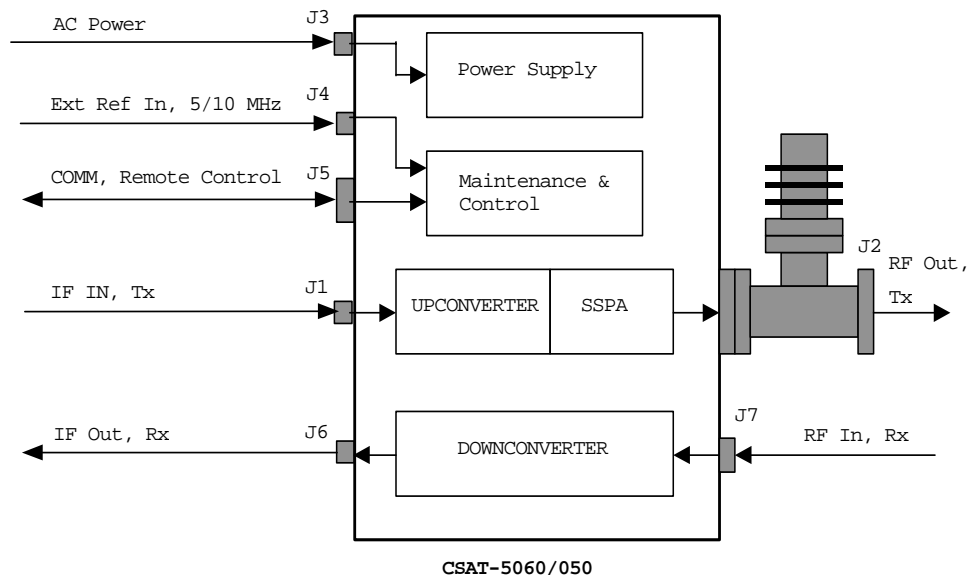 AC Power
J3
Power Supply
Ext Ref In, 5/10 MHz
J4
COMM, Remote Control
J5
Maintenance &
Control
J2
RF Out,
Tx
IF IN, Tx
J1
UPCONVERTER
SSPA
IF Out, Rx
J6
DOWNCONVERTER
J7
RF In, Rx
CSAT-5060/050